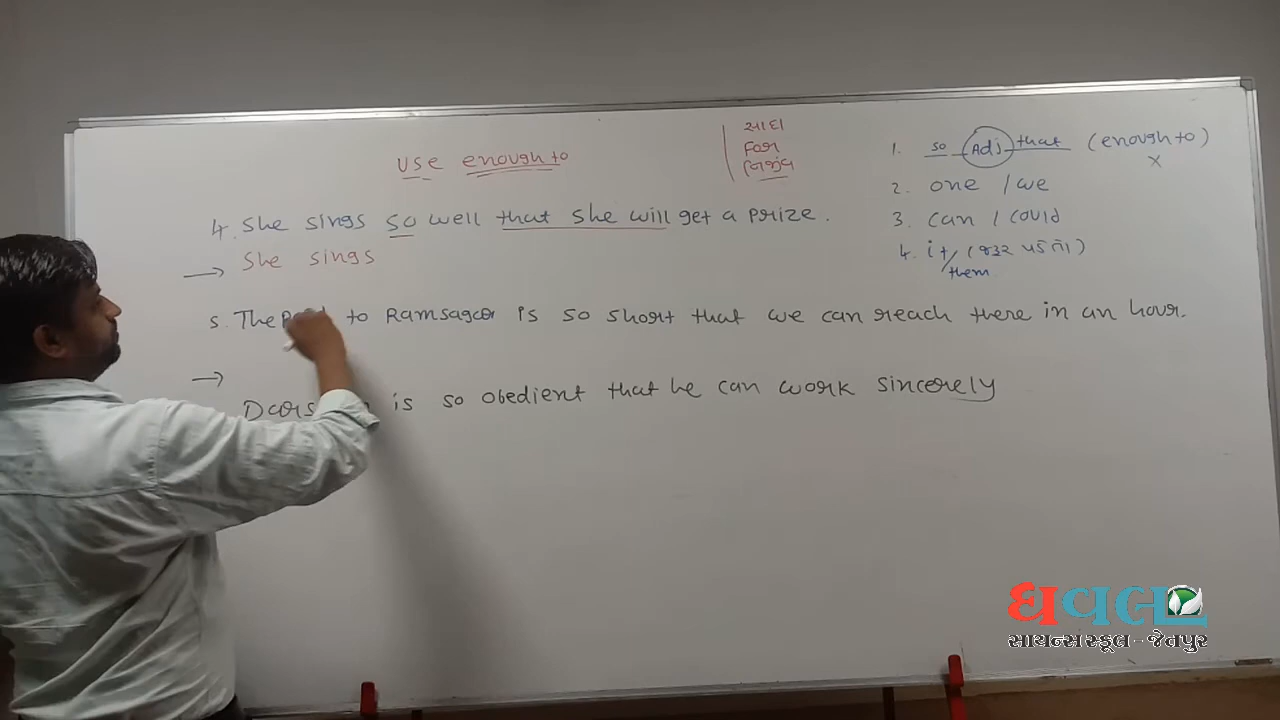 Use enough to
સાદા
For
નિજીવ
1. so Adj that (enough to)
x
2. one / we
3. can / could
4. it / (જરૂર પડે તો)
them
4. She sings so well that she will get a prize.
→ She sings
5. The to Ramsagar is so short that we can reach there in an hour.
→
is so obedient that he can work sincerely
ધવલ
સાયન્સ સ્કૂલ - જેતપુર